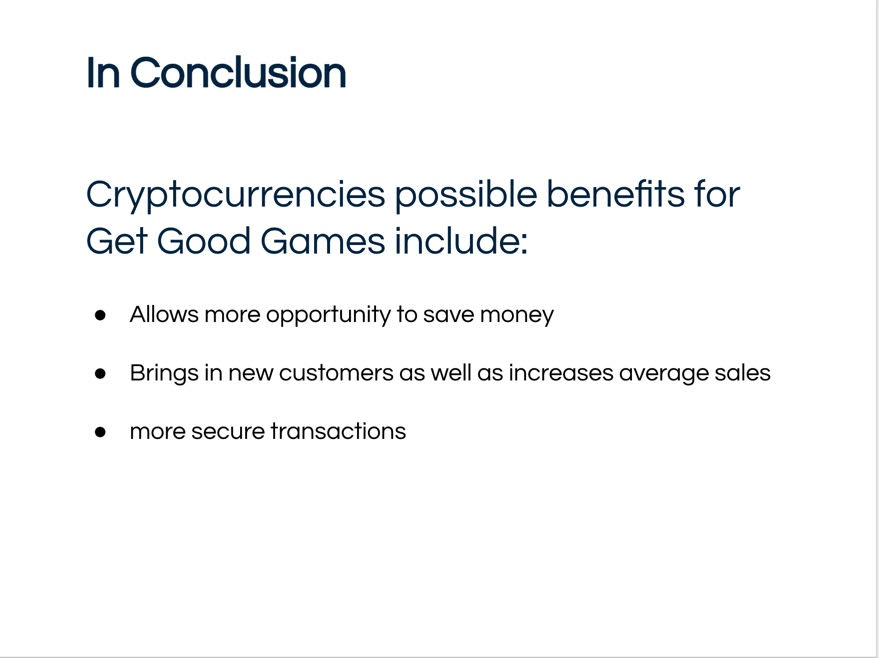 In Conclusion
Cryptocurrencies possible benefits for
Get Good Games include:
● Allows more opportunity to save money
● Brings in new customers as well as increases average sales
● more secure transactions